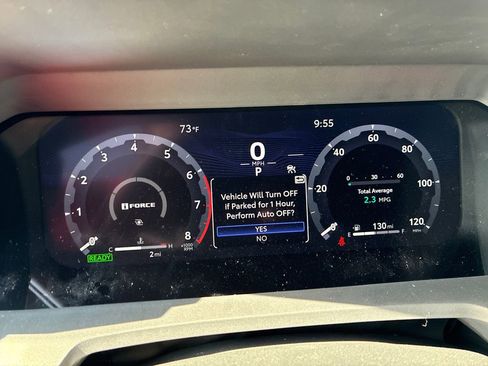 73°F
9:55
0
MPH
P
0 1 2 3 4 5 6 7 8
x1000
RPM
i FORCE
C H
2 mi
READY
Vehicle Will Turn OFF
if Parked for 1 Hour,
Perform Auto OFF?
YES
NO
0 20 40 60 80 100 120
0 30 60
Total Average
2.3 MPG
E 130 mi F